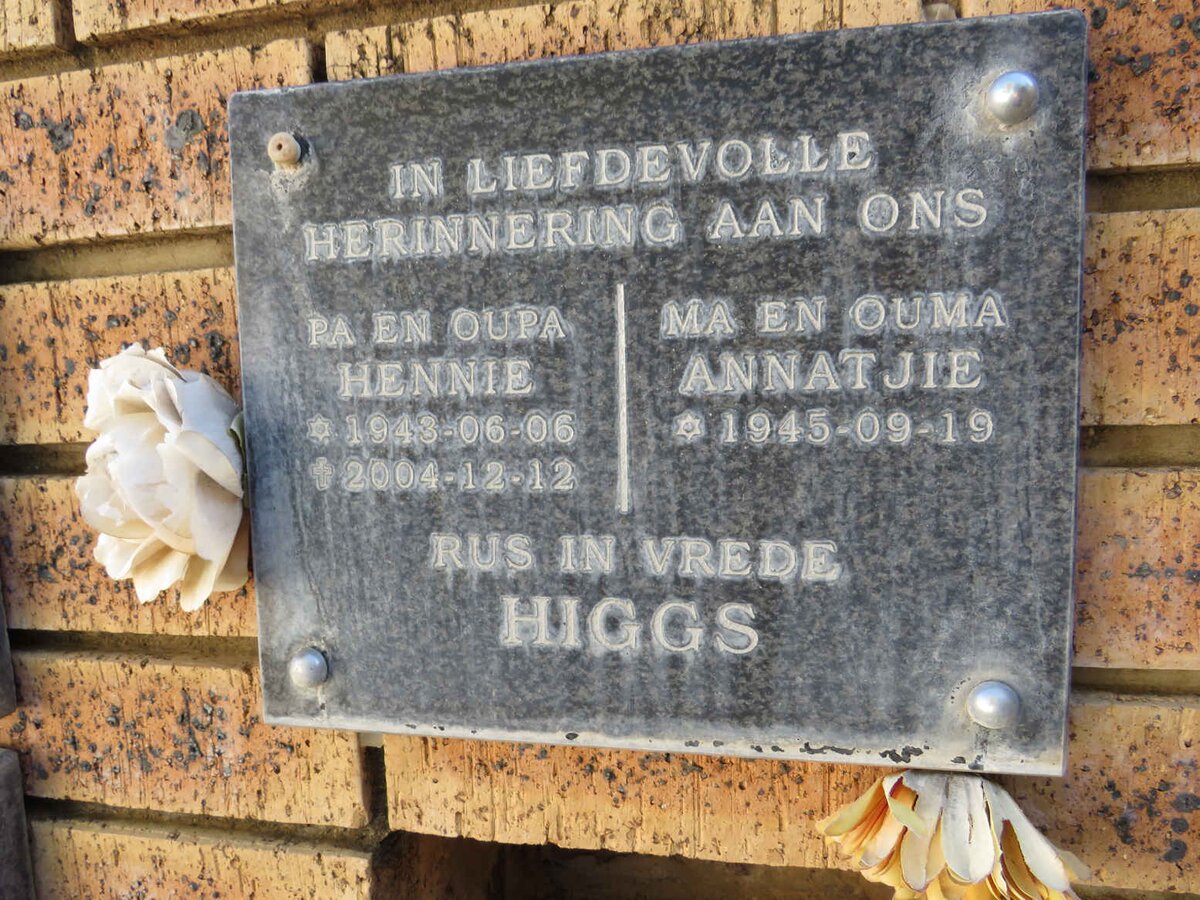 IN LIEFDEVOLLE
HERINNERING AAN ONS
PA EN OUPA
HENNIE
✡ 1943-06-06
✝ 2004-12-12
MA EN OUMA
ANNATJIE
✡ 1945-09-19
RUS IN VREDE
HIGGS